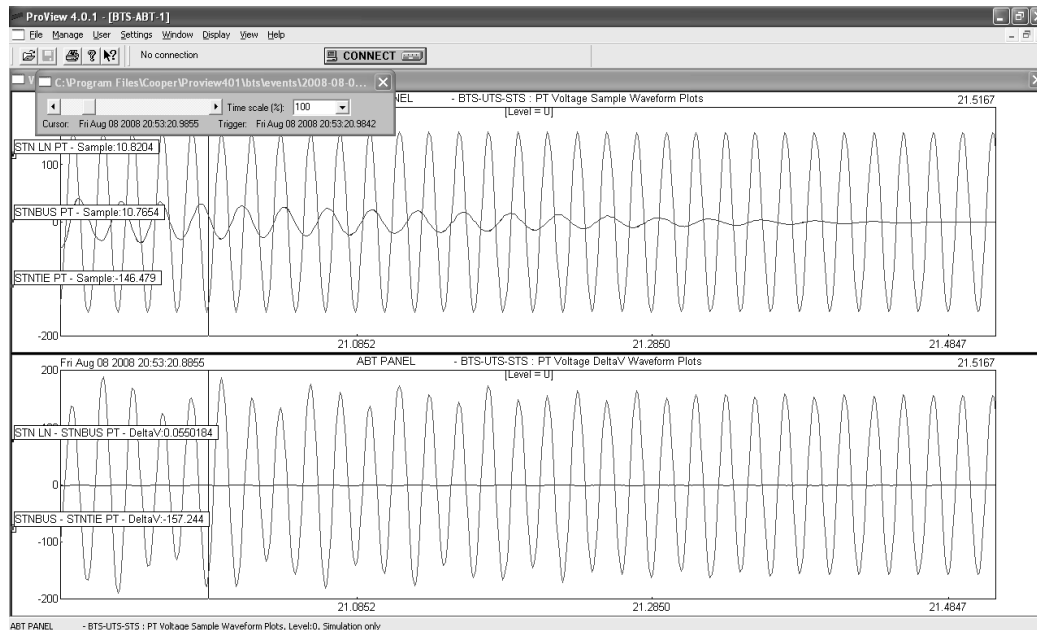 ProView 4.0.1 - [BTS-ABT-1]
File Manage User Settings Window Display View Help
No connection
CONNECT
C:\Program Files\Cooper\Proview401\bts\events\2008-08-0...
Time scale (%): 100
Cursor: Fri Aug 08 2008 20:53:20.9855 Trigger: Fri Aug 08 2008 20:53:20.9842
- BTS-UTS-STS : PT Voltage Sample Waveform Plots
21.5167
[Level = 0]
STN LN PT - Sample:10.8204
100
STNBUS PT - Sample:10.7654
0
STNTIE PT - Sample:-146.479
-200
21.0852 21.2850 21.4847
Fri Aug 08 2008 20:53:20.8855 ABT PANEL - BTS-UTS-STS : PT Voltage DeltaV Waveform Plots 21.5167
200
[Level = 0]
STN LN - STNBUS PT - DeltaV:0.0550184
0
STNBUS - STNTIE PT - DeltaV:-157.244
-100
-200
21.0852 21.2850 21.4847
ABT PANEL - BTS-UTS-STS : PT Voltage Sample Waveform Plots, Level:0, Simulation only